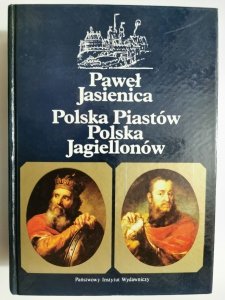 Paweł
Jasienica
Polska Piastów
Polska
Jagiellonów
Państwowy Instytut Wydawniczy